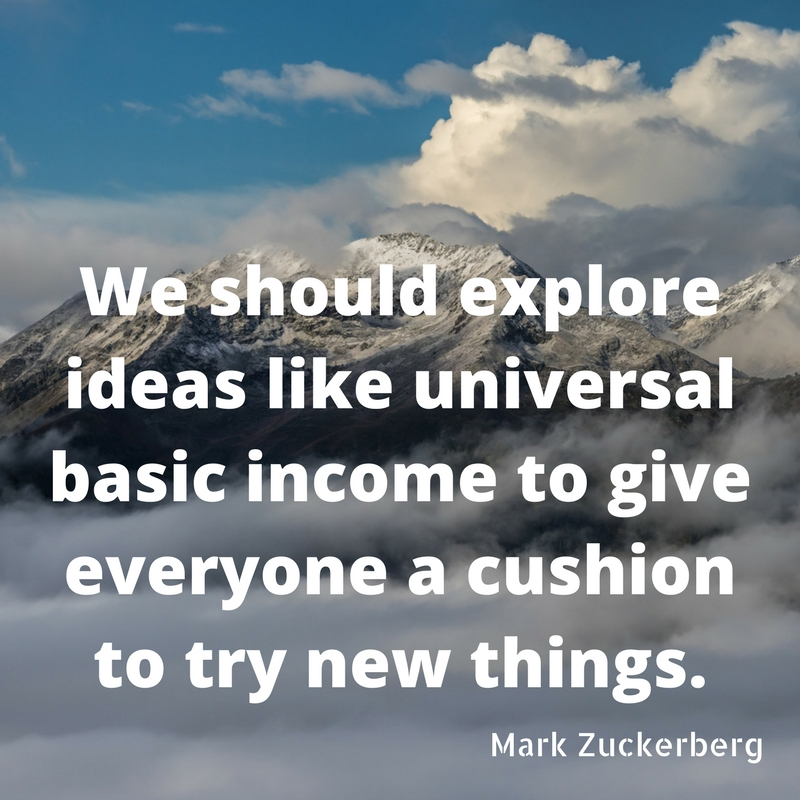 We should explore
ideas like universal
basic income to give
everyone a cushion
to try new things.
Mark Zuckerberg